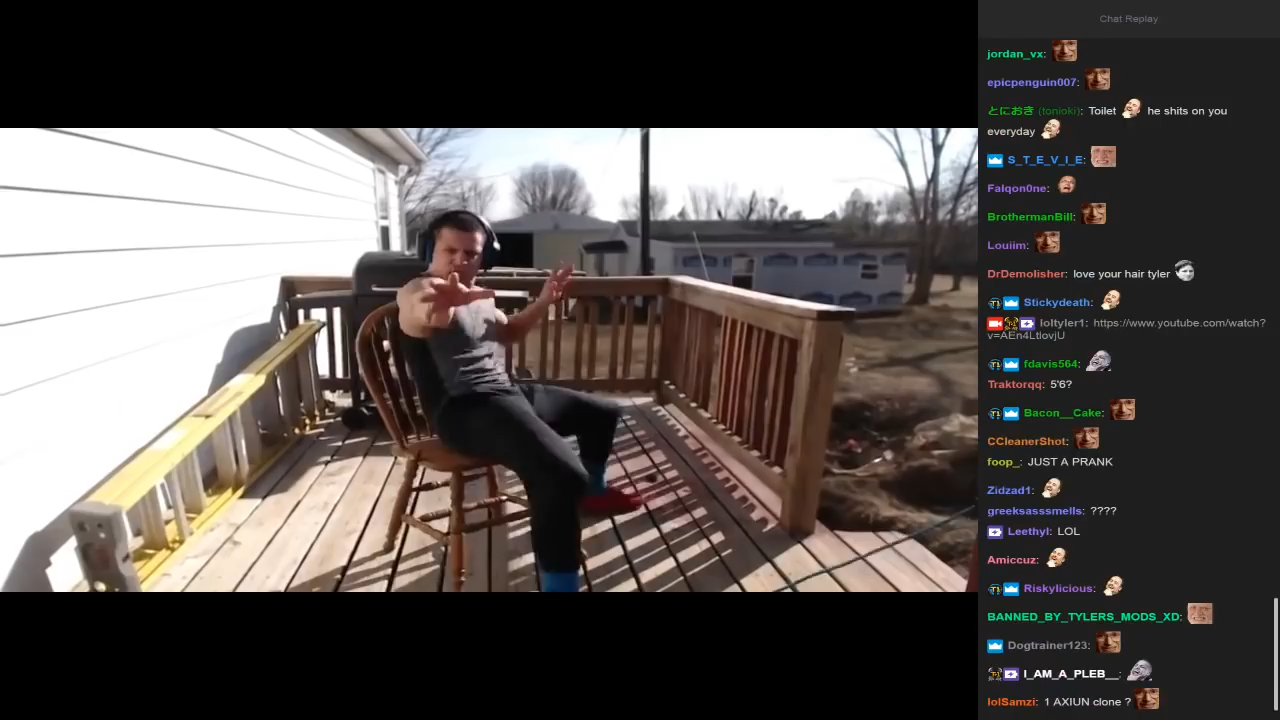 Chat Replay
jordan_vx:
epicpenguin007:
とにおき (tonioki): Toilet he shits on you
everyday
S_T_E_V_I_E:
Falqon0ne:
BrothermanBill:
Louiim:
DrDemolisher: love your hair tyler
Stickydeath:
loltyler1: https://www.youtube.com/watch?
v=AEn4LtlovjU
fdavis564:
Traktorqq: 5'6?
Bacon__Cake:
CCleanerShot:
foop_: JUST A PRANK
Zidzad1:
greeksasssmells: ????
Leethyl: LOL
Amiccuz:
Riskylicious:
BANNED_BY_TYLERS_MODS_XD:
Dogtrainer123:
I_AM_A_PLEB__:
lolSamzi: 1 AXIUN clone ?